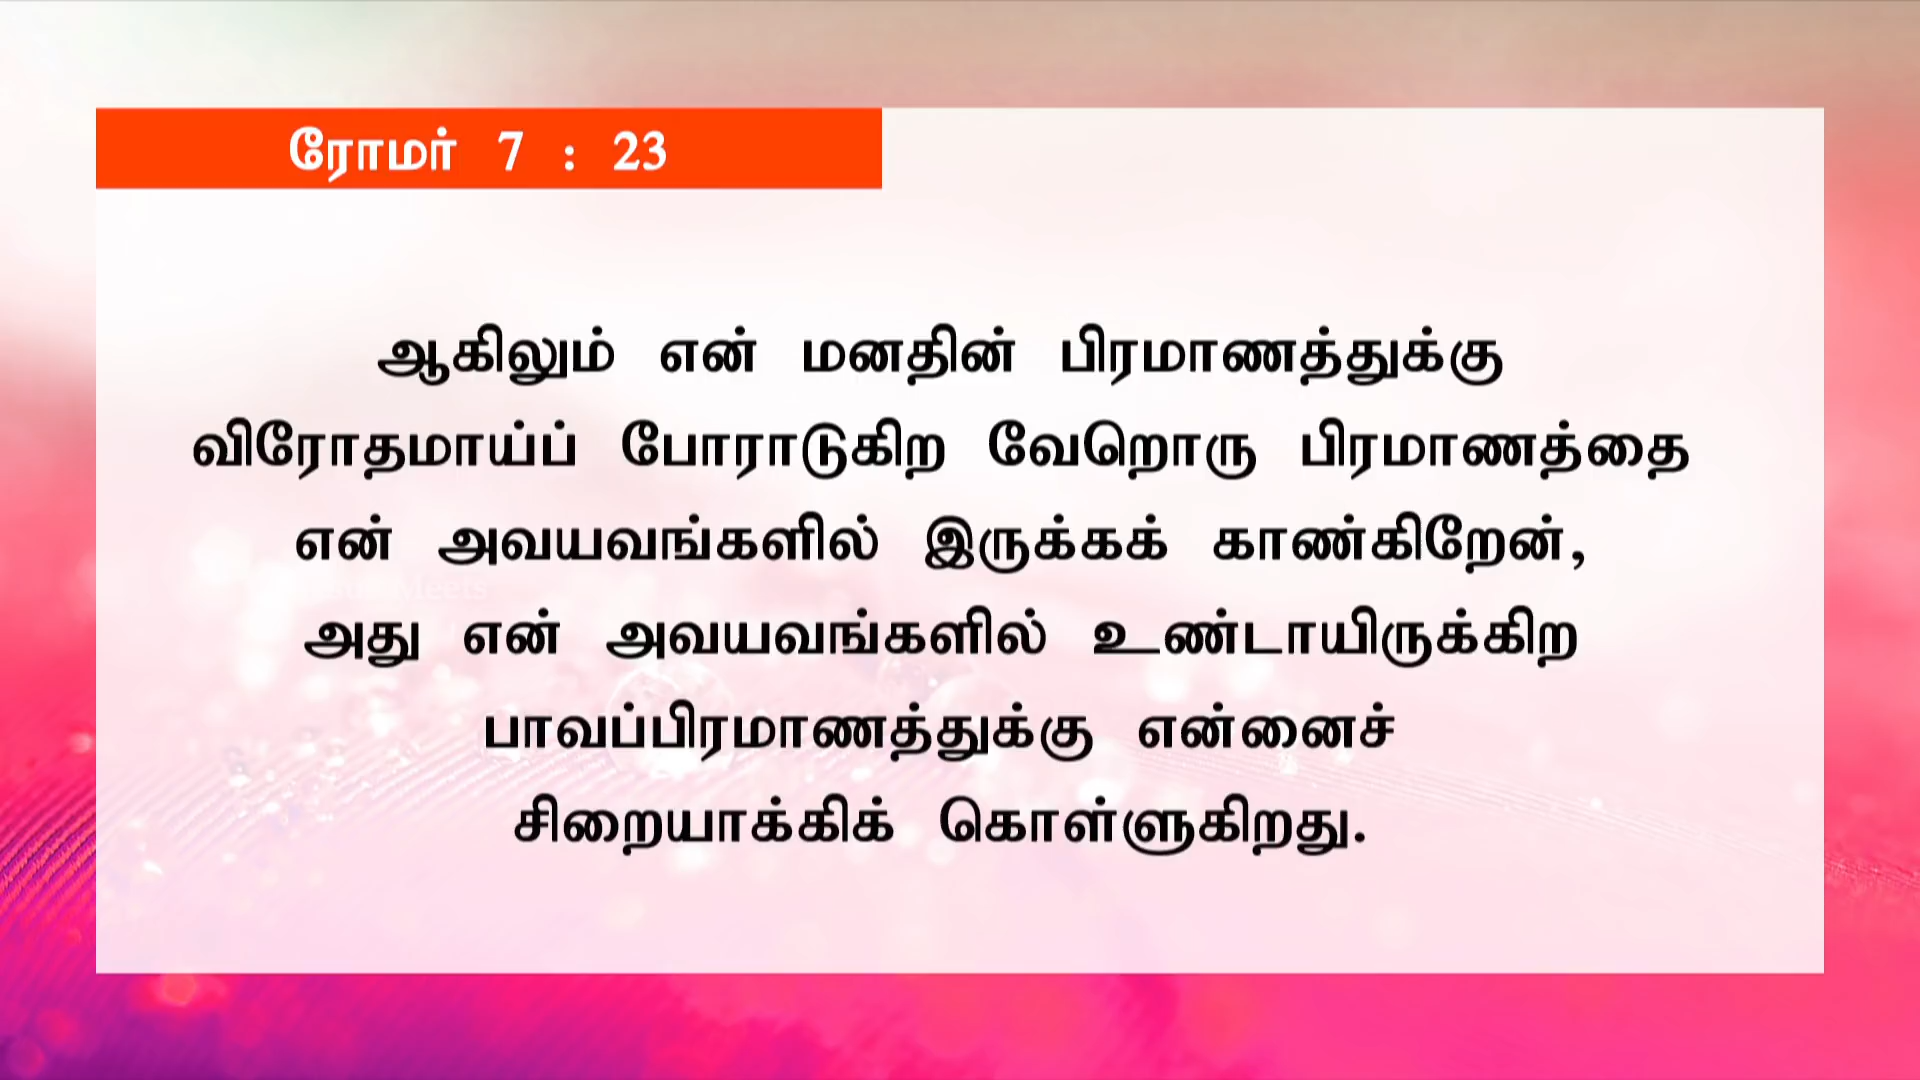 ரோமர் 7 : 23
ஆகிலும் என் மனதின் பிரமாணத்துக்கு
விரோதமாய்ப் போராடுகிற வேறொரு பிரமாணத்தை
என் அவயவங்களில் இருக்கக் காண்கிறேன்,
அது என் அவயவங்களில் உண்டாயிருக்கிற
பாவப்பிரமாணத்துக்கு என்னைச்
சிறையாக்கிக் கொள்ளுகிறது.